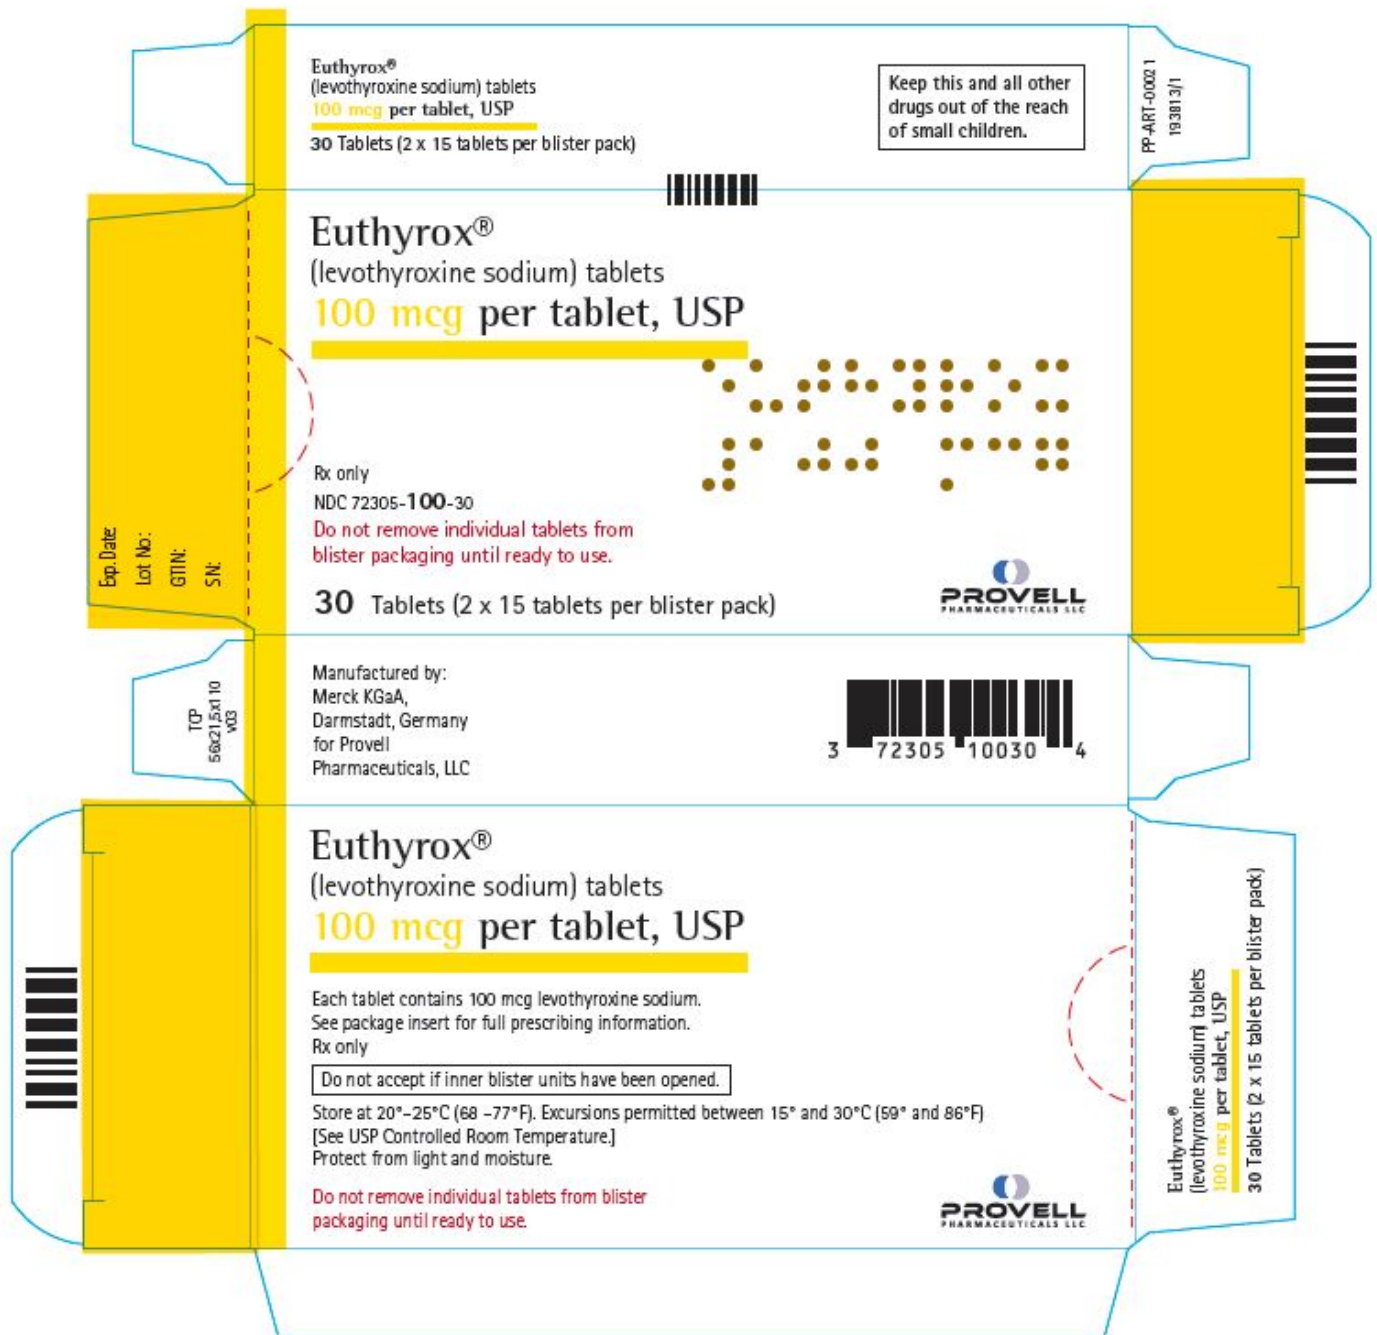 Euthyrox®
(levothyroxine sodium) tablets
100 mcg per tablet, USP
30 Tablets (2 x 15 tablets per blister pack)
Keep this and all other
drugs out of the reach
of small children.
PP-ART-00021
193813/1
Euthyrox®
(levothyroxine sodium) tablets
100 mcg per tablet, USP
Rx only
NDC 72305-100-30
Do not remove individual tablets from
blister packaging until ready to use.
30 Tablets (2 x 15 tablets per blister pack)
PROVELL
PHARMACEUTICALS LLC
Exp. Date:
Lot No:
GTIN:
SN:
TCP
56x21,5x110
v03
Manufactured by:
Merck KGaA,
Darmstadt, Germany
for Provell
Pharmaceuticals, LLC
3 72305 10030 4
Euthyrox®
(levothyroxine sodium) tablets
100 mcg per tablet, USP
Each tablet contains 100 mcg levothyroxine sodium.
See package insert for full prescribing information.
Rx only
Do not accept if inner blister units have been opened.
Store at 20°–25°C (68 –77°F). Excursions permitted between 15° and 30°C (59° and 86°F)
[See USP Controlled Room Temperature.]
Protect from light and moisture.
Do not remove individual tablets from blister
packaging until ready to use.
PROVELL
PHARMACEUTICALS LLC
Euthyrox®
(levothyroxine sodium) tablets
100 mcg per tablet, USP
30 Tablets (2 x 15 tablets per blister pack)